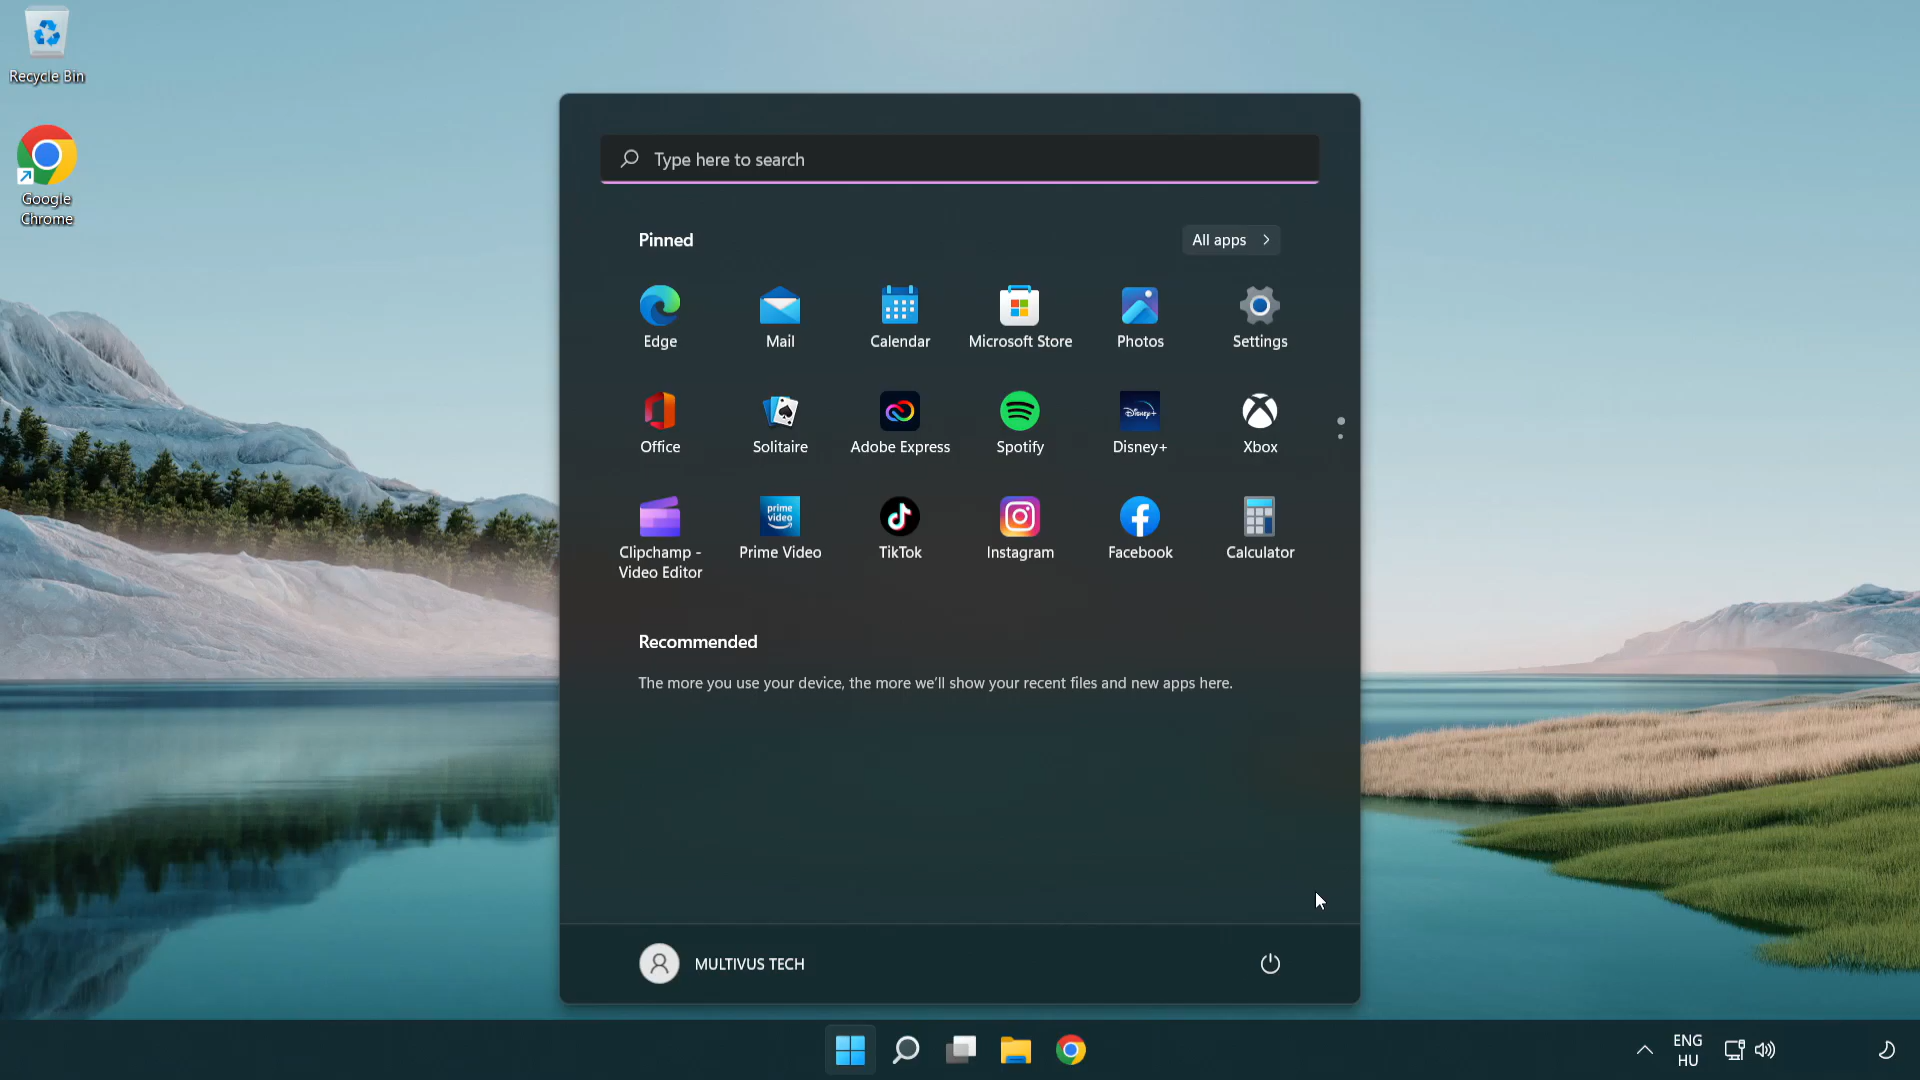 Recycle Bin
Google
Chrome
Type here to search
Pinned
All apps
Edge
Mail
Calendar
Microsoft Store
Photos
Settings
Office
Solitaire
Adobe Express
Spotify
Disney+
Disney+
Xbox
prime
video
Clipchamp -
Video Editor
Prime Video
TikTok
Instagram
Facebook
Calculator
Recommended
The more you use your device, the more we'll show your recent files and new apps here.
MULTIVUS TECH
ENG
HU